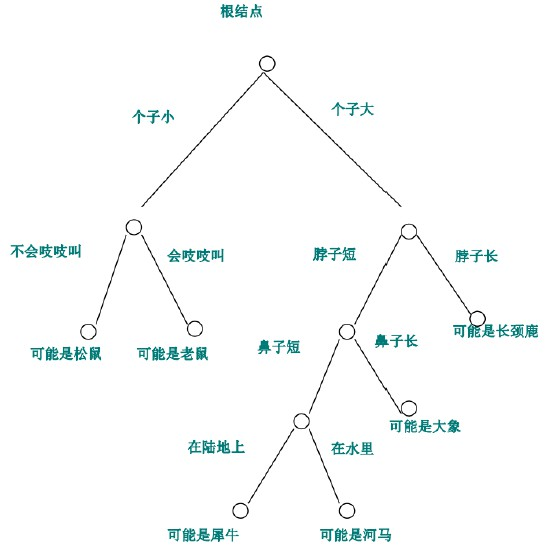 根结点
个子小
个子大
不会吱吱叫
会吱吱叫
脖子短
脖子长
可能是松鼠
可能是老鼠
鼻子短
鼻子长
可能是长颈鹿
可能是大象
在陆地上
在水里
可能是犀牛
可能是河马